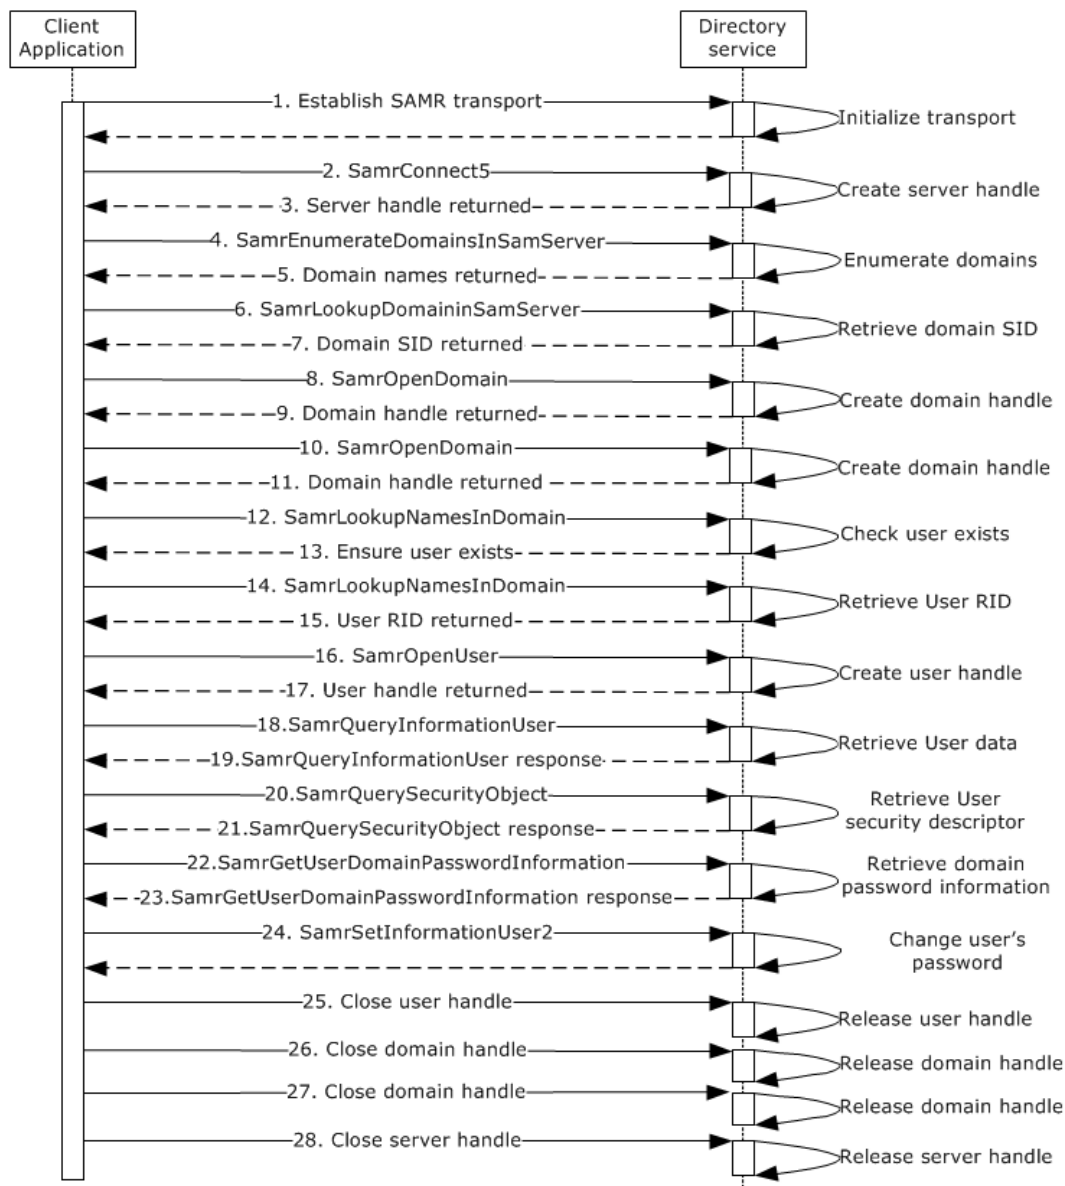 Client
Application
Directory
service
1. Establish SAMR transport
Initialize transport
2. SamrConnect5
Create server handle
3. Server handle returned
4. SamrEnumerateDomainsInSamServer
Enumerate domains
5. Domain names returned
6. SamrLookupDomaininSamServer
Retrieve domain SID
7. Domain SID returned
8. SamrOpenDomain
Create domain handle
9. Domain handle returned
10. SamrOpenDomain
Create domain handle
11. Domain handle returned
12. SamrLookupNamesInDomain
Check user exists
13. Ensure user exists
14. SamrLookupNamesInDomain
Retrieve User RID
15. User RID returned
16. SamrOpenUser
Create user handle
17. User handle returned
18.SamrQueryInformationUser
Retrieve User data
19.SamrQueryInformationUser response
20.SamrQuerySecurityObject
Retrieve User
security descriptor
21.SamrQuerySecurityObject response
22.SamrGetUserDomainPasswordInformation
Retrieve domain
password information
23.SamrGetUserDomainPasswordInformation response
24. SamrSetInformationUser2
Change user's
password
25. Close user handle
Release user handle
26. Close domain handle
Release domain handle
27. Close domain handle
Release domain handle
28. Close server handle
Release server handle